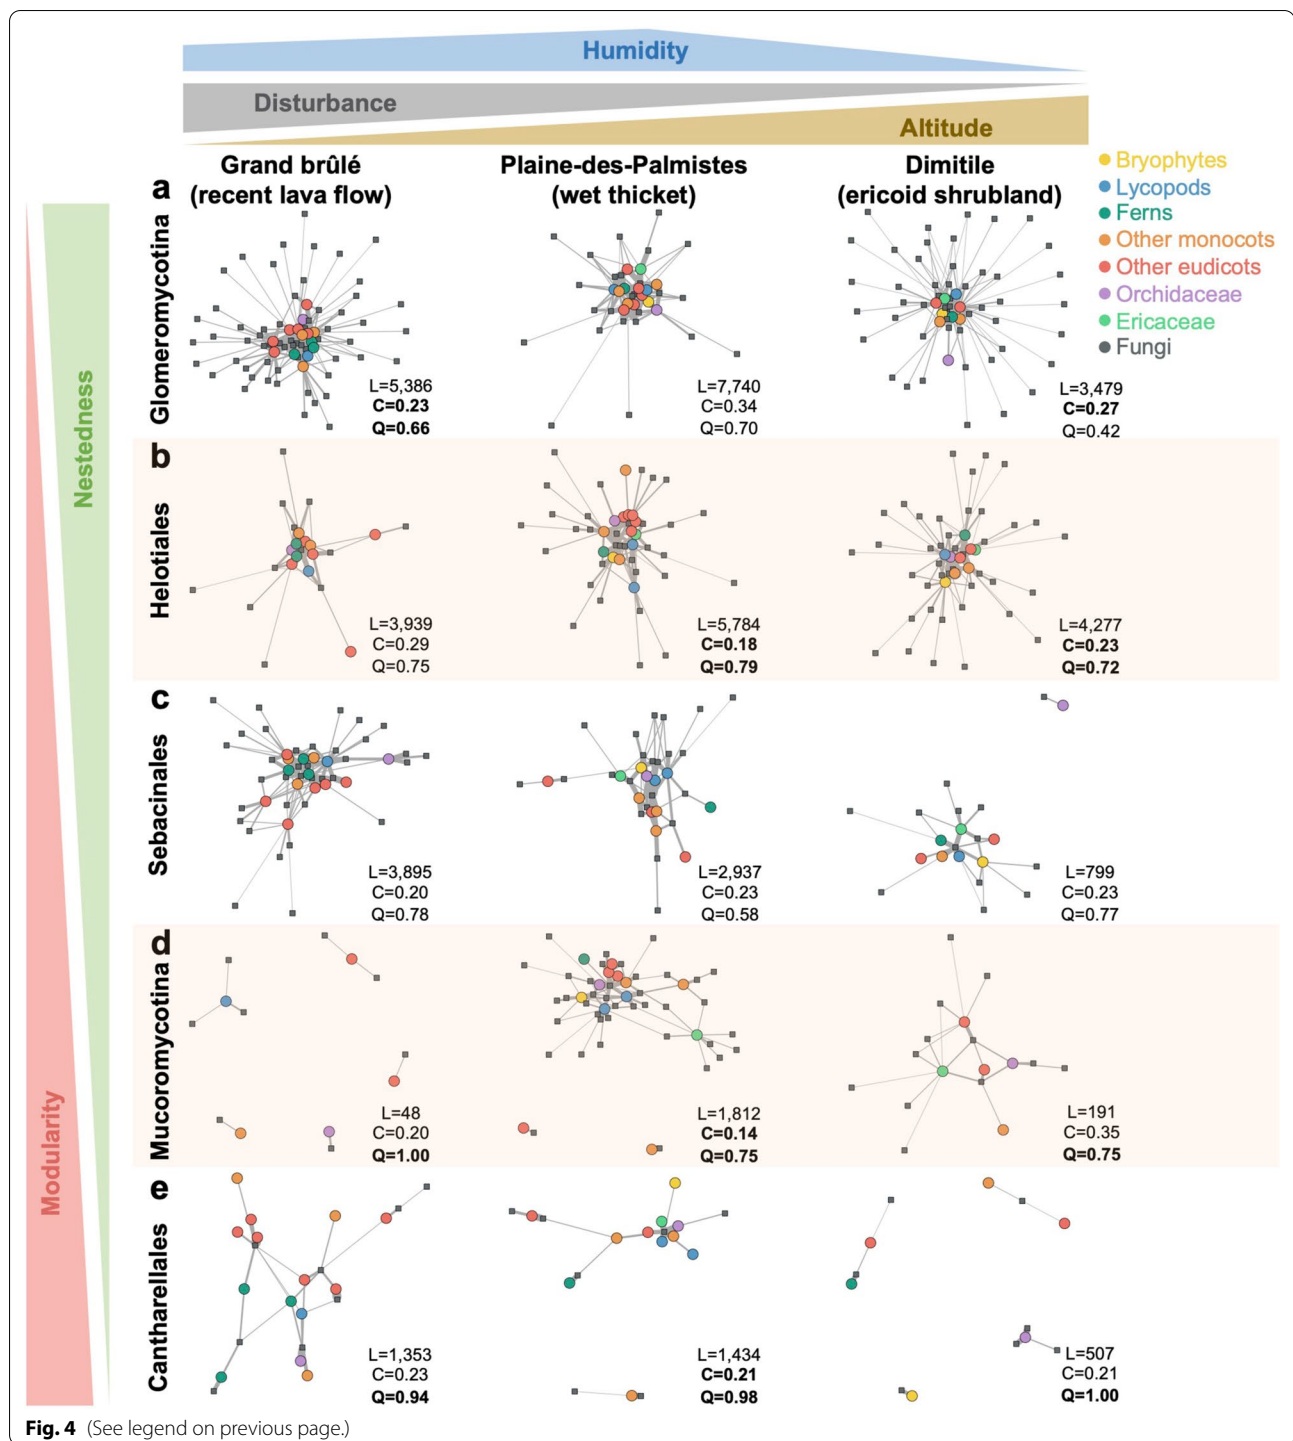 Humidity
Disturbance
Altitude
Grand brûlé
(recent lava flow)
Plaine-des-Palmistes
(wet thicket)
Dimitile
(ericoid shrubland)
Bryophytes
Lycopods
Ferns
Other monocots
Other eudicots
Orchidaceae
Ericaceae
Fungi
Nestedness
Modularity
a
Glomeromycotina
L=5,386
C=0.23
Q=0.66
L=7,740
C=0.34
Q=0.70
L=3,479
C=0.27
Q=0.42
b
Helotiales
L=3,939
C=0.29
Q=0.75
L=5,784
C=0.18
Q=0.79
L=4,277
C=0.23
Q=0.72
c
Sebacinales
L=3,895
C=0.20
Q=0.78
L=2,937
C=0.23
Q=0.58
L=799
C=0.23
Q=0.77
d
Mucoromycotina
L=48
C=0.20
Q=1.00
L=1,812
C=0.14
Q=0.75
L=191
C=0.35
Q=0.75
e
Cantharellales
L=1,353
C=0.23
Q=0.94
L=1,434
C=0.21
Q=0.98
L=507
C=0.21
Q=1.00
Fig. 4 (See legend on previous page.)